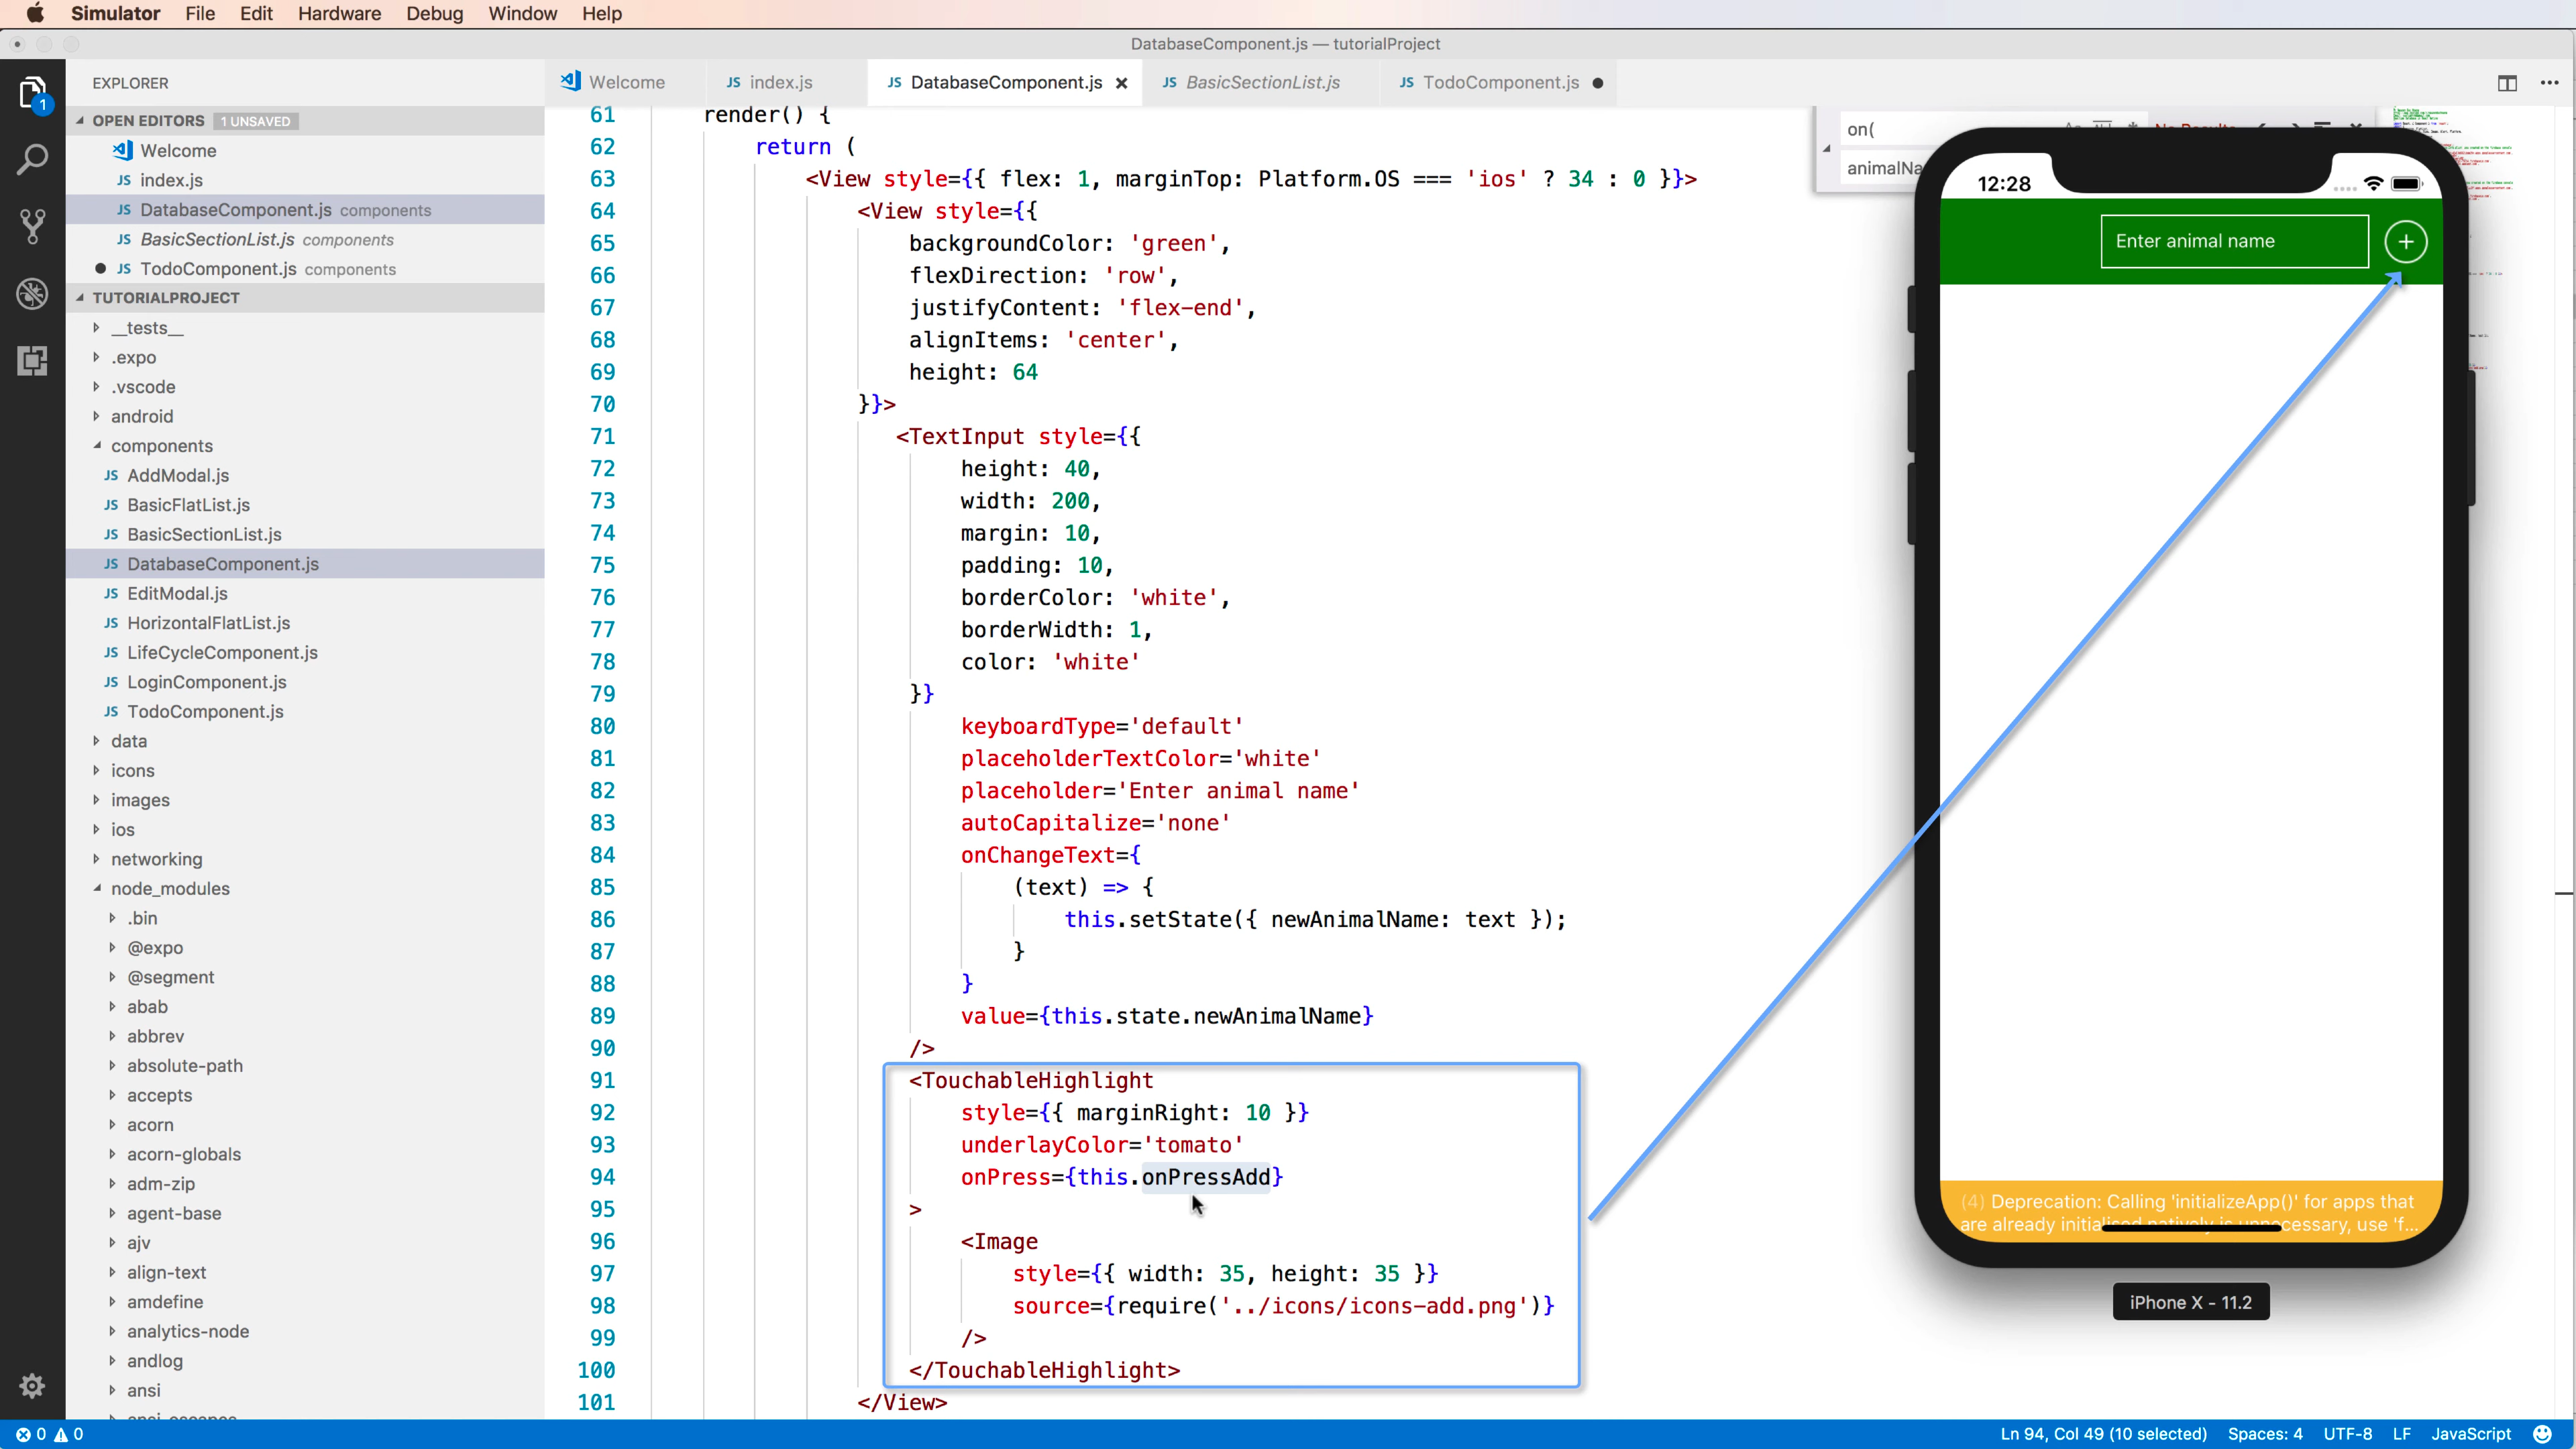 Simulator File Edit Hardware Debug Window Help
DatabaseComponent.js — tutorialProject
EXPLORER
Welcome
JS index.js
JS DatabaseComponent.js ×
JS BasicSectionList.js
JS TodoComponent.js ●
1
OPEN EDITORS 1 UNSAVED
Welcome
JS index.js
JS DatabaseComponent.js components
JS BasicSectionList.js components
● JS TodoComponent.js components
TUTORIALPROJECT
__tests__
.expo
.vscode
android
components
JS AddModal.js
JS BasicFlatList.js
JS BasicSectionList.js
JS DatabaseComponent.js
JS EditModal.js
JS HorizontalFlatList.js
JS LifeCycleComponent.js
JS LoginComponent.js
JS TodoComponent.js
data
icons
images
ios
networking
node_modules
.bin
@expo
@segment
abab
abbrev
absolute-path
accepts
acorn
acorn-globals
adm-zip
agent-base
ajv
align-text
amdefine
analytics-node
andlog
ansi
61 render() {
62 return (
63 <View style={{ flex: 1, marginTop: Platform.OS === 'ios' ? 34 : 0 }}>
64 <View style={{
65 backgroundColor: 'green',
66 flexDirection: 'row',
67 justifyContent: 'flex-end',
68 alignItems: 'center',
69 height: 64
70 }}>
71 <TextInput style={{
72 height: 40,
73 width: 200,
74 margin: 10,
75 padding: 10,
76 borderColor: 'white',
77 borderWidth: 1,
78 color: 'white'
79 }}
80 keyboardType='default'
81 placeholderTextColor='white'
82 placeholder='Enter animal name'
83 autoCapitalize='none'
84 onChangeText={
85 (text) => {
86 this.setState({ newAnimalName: text });
87 }
88 }
89 value={this.state.newAnimalName}
90 />
91 <TouchableHighlight
92 style={{ marginRight: 10 }}
93 underlayColor='tomato'
94 onPress={this.onPressAdd}
95 >
96 <Image
97 style={{ width: 35, height: 35 }}
98 source={require('../icons/icons-add.png')}
99 />
100 </TouchableHighlight>
101 </View>
on(
animalNa
12:28
Enter animal name
(4) Deprecation: Calling 'initializeApp()' for apps that
are already initialised natively is unnecessary, use 'f...
iPhone X - 11.2
0 0
Ln 94, Col 49 (10 selected) Spaces: 4 UTF-8 LF JavaScript